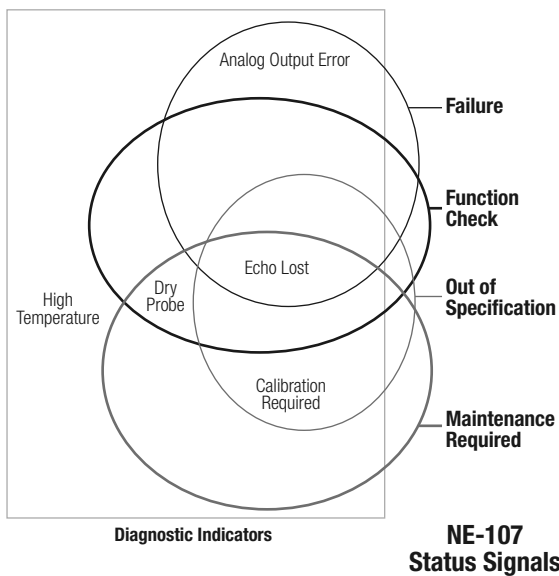 Analog Output Error
Failure
Function
Check
Echo Lost
Dry
Probe
High
Temperature
Out of
Specification
Calibration
Required
Maintenance
Required
Diagnostic Indicators
NE-107
Status Signals